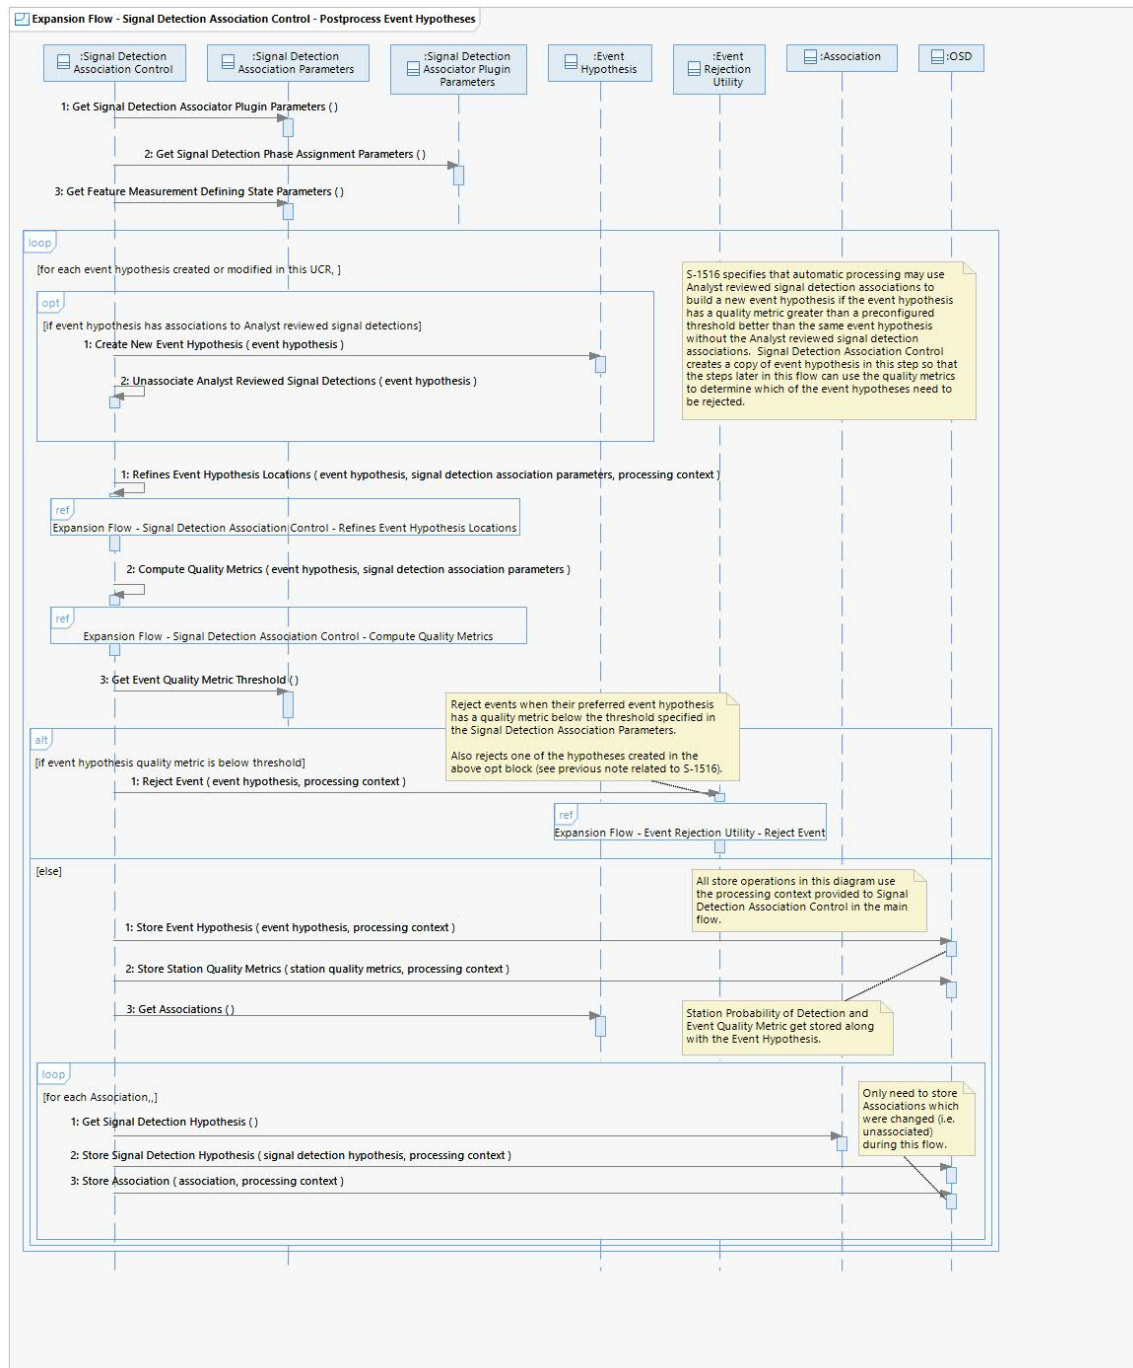 Expansion Flow - Signal Detection Association Control - Postprocess Event Hypotheses
:Signal Detection
Association Control
:Signal Detection
Association Parameters
:Signal Detection
Associator Plugin
Parameters
:Event
Hypothesis
:Event
Rejection
Utility
:Association
:OSD
1: Get Signal Detection Associator Plugin Parameters ( )
2: Get Signal Detection Phase Assignment Parameters ( )
3: Get Feature Measurement Defining State Parameters ( )
loop
[for each event hypothesis created or modified in this UCR, ]
S-1516 specifies that automatic processing may use
Analyst reviewed signal detection associations to
build a new event hypothesis if the event hypothesis
has a quality metric greater than a preconfigured
threshold better than the same event hypothesis
without the Analyst reviewed signal detection
associations.  Signal Detection Association Control
creates a copy of event hypothesis in this step so that
the steps later in this flow can use the quality metrics
to determine which of the event hypotheses need to
be rejected.
opt
[if event hypothesis has associations to Analyst reviewed signal detections]
1: Create New Event Hypothesis ( event hypothesis )
2: Unassociate Analyst Reviewed Signal Detections ( event hypothesis )
1: Refines Event Hypothesis Locations ( event hypothesis, signal detection association parameters, processing context )
ref
Expansion Flow - Signal Detection Association Control - Refines Event Hypothesis Locations
2: Compute Quality Metrics ( event hypothesis, signal detection association parameters )
ref
Expansion Flow - Signal Detection Association Control - Compute Quality Metrics
3: Get Event Quality Metric Threshold ( )
Reject events when their preferred event hypothesis
has a quality metric below the threshold specified in
the Signal Detection Association Parameters.
Also rejects one of the hypotheses created in the
above opt block (see previous note related to S-1516).
alt
[if event hypothesis quality metric is below threshold]
1: Reject Event ( event hypothesis, processing context )
ref
Expansion Flow - Event Rejection Utility - Reject Event
[else]
All store operations in this diagram use
the processing context provided to Signal
Detection Association Control in the main
flow.
1: Store Event Hypothesis ( event hypothesis, processing context )
2: Store Station Quality Metrics ( station quality metrics, processing context )
3: Get Associations ( )
Station Probability of Detection and
Event Quality Metric get stored along
with the Event Hypothesis.
loop
[for each Association,,]
Only need to store
Associations which
were changed (i.e.
unassociated)
during this flow.
1: Get Signal Detection Hypothesis ( )
2: Store Signal Detection Hypothesis ( signal detection hypothesis, processing context )
3: Store Association ( association, processing context )